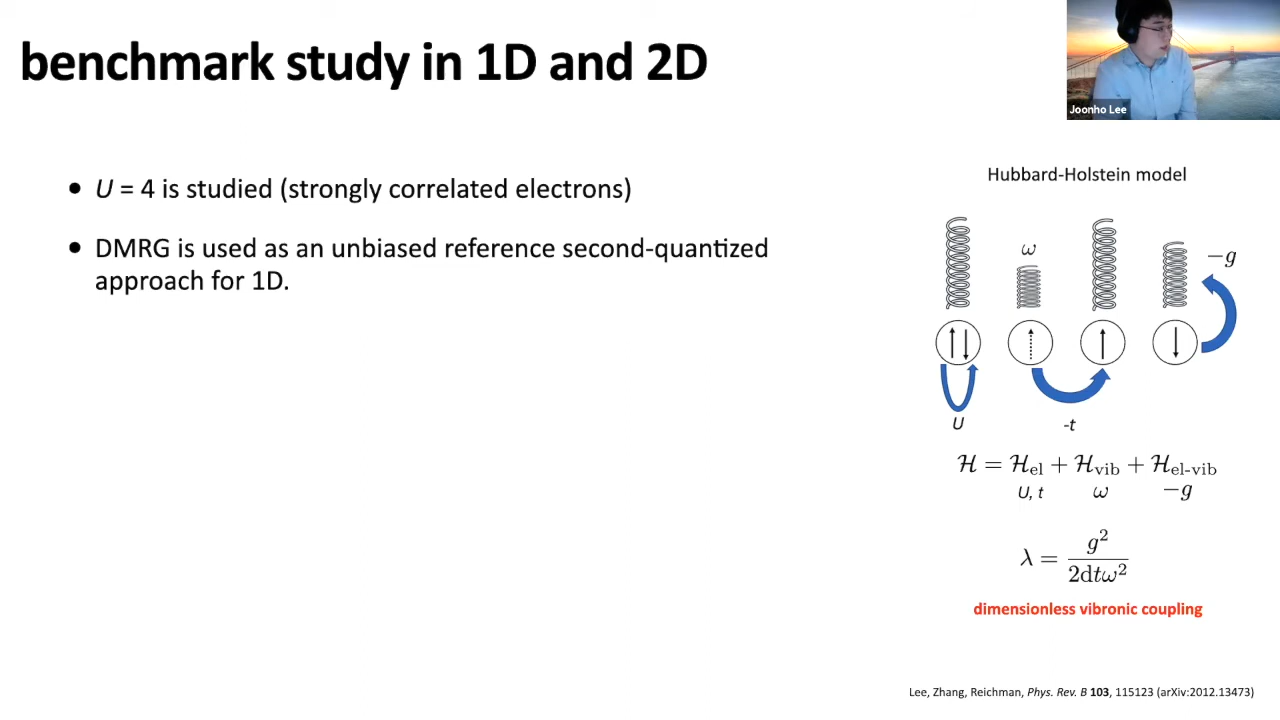 benchmark study in 1D and 2D
Joonho Lee
• U = 4 is studied (strongly correlated electrons)
• DMRG is used as an unbiased reference second-quantized
approach for 1D.
Hubbard-Holstein model
ω
−g
U
-t
ℋ = ℋ_el + ℋ_vib + ℋ_el-vib
U, t ω −g
λ = g² / 2dtω²
dimensionless vibronic coupling
Lee, Zhang, Reichman, Phys. Rev. B 103, 115123 (arXiv:2012.13473)